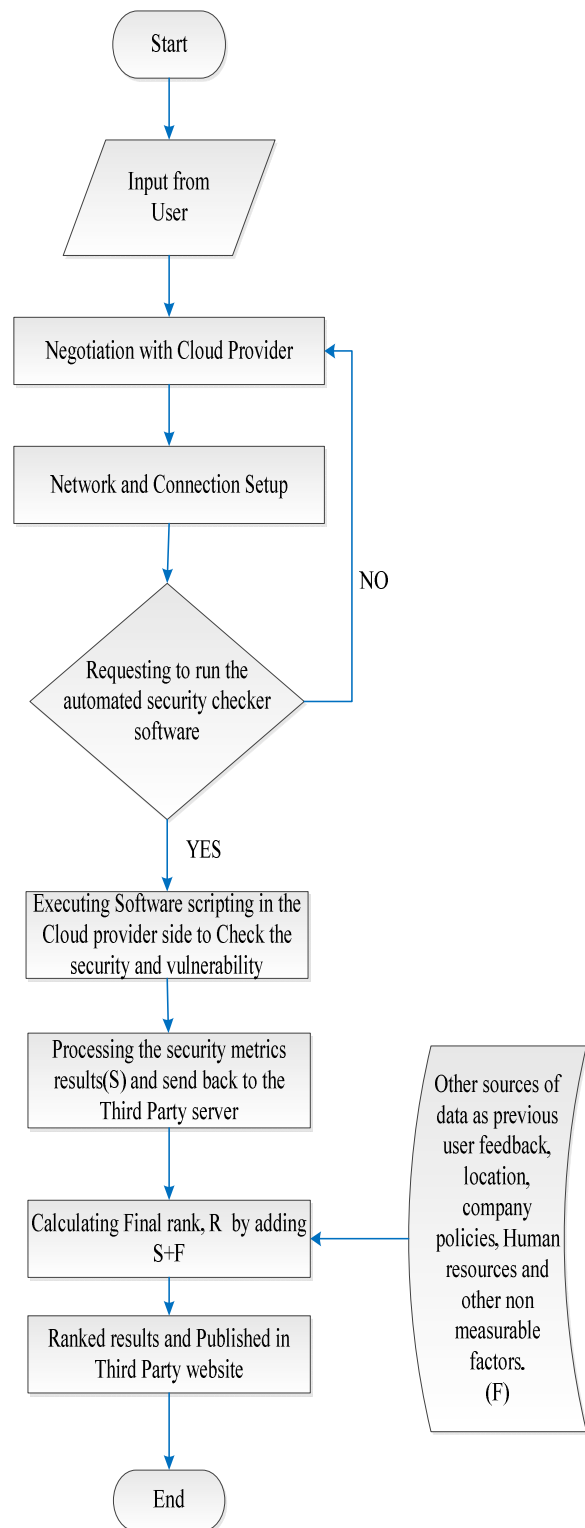 Start
Input from
User
Negotiation with Cloud Provider
Network and Connection Setup
NO
Requesting to run the
automated security checker
software
YES
Executing Software scripting in the
Cloud provider side to Check the
security and vulnerability
Processing the security metrics
results(S) and send back to the
Third Party server
Other sources of
data as previous
user feedback,
location,
company
policies, Human
resources and
other non
measurable
factors.
(F)
Calculating Final rank, R by adding
S+F
Ranked results and Published in
Third Party website
End